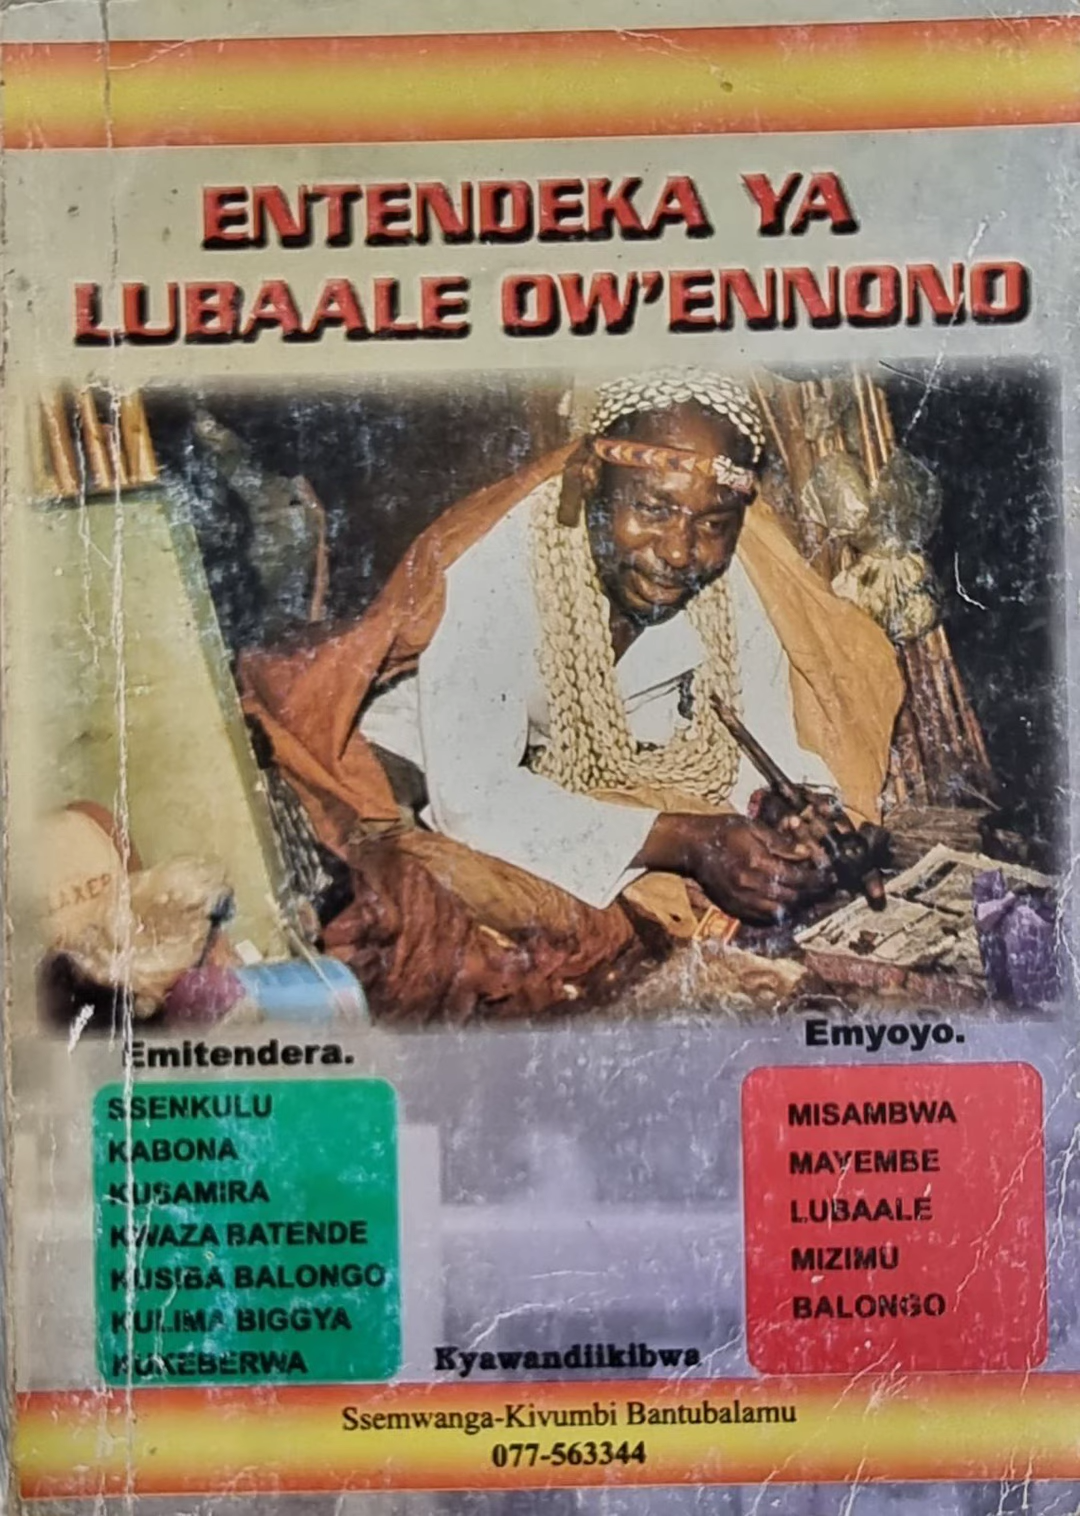 ENTENDEKA YA
LUBAALE OW'ENNONO
Emitendera.
SSENKULU
KABONA
KUSAMIRA
KWAZA BATENDE
KUSIBA BALONGO
KULIMA BIGGYA
KUKEBERWA
Emyoyo.
MISAMBWA
MAYEMBE
LUBAALE
MIZIMU
BALONGO
Kyawandiikibwa
Ssemwanga-Kivumbi Bantubalamu
077-563344